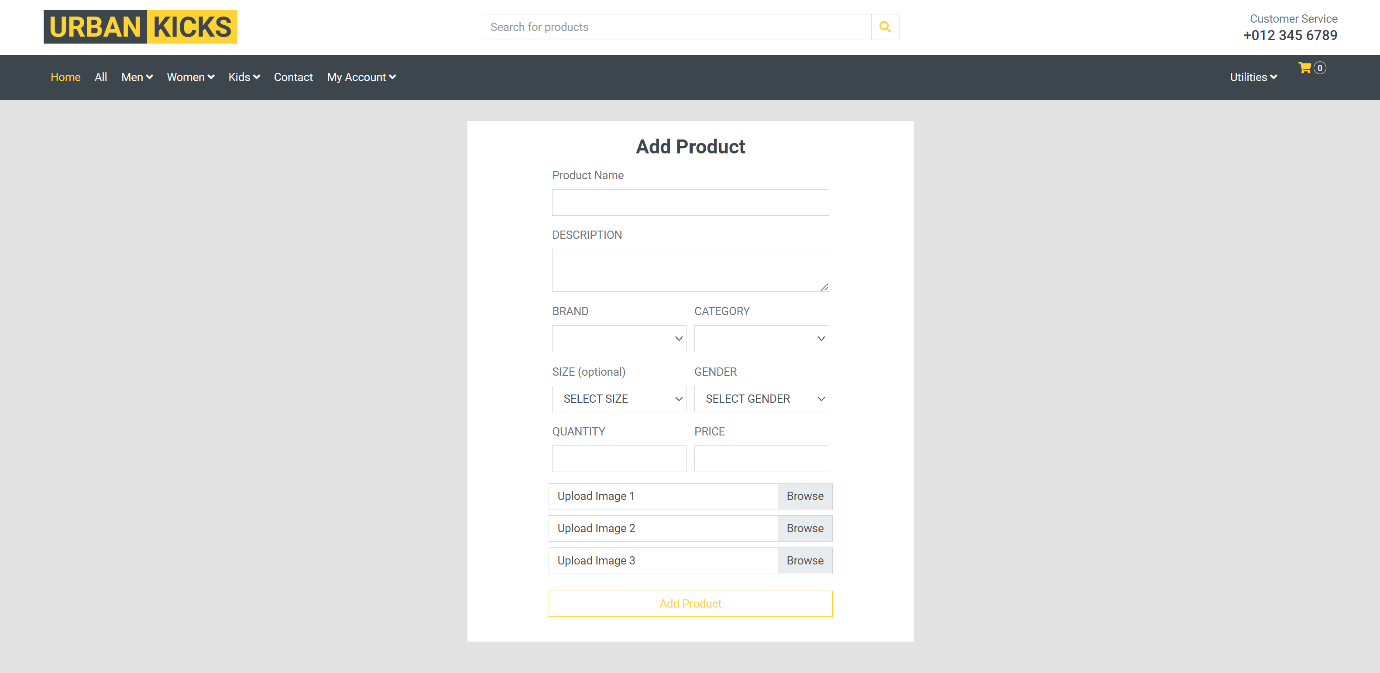 URBAN KICKS
Search for products
Customer Service
+012 345 6789
Home All Men Women Kids Contact My Account Utilities 0
Add Product
Product Name
DESCRIPTION
BRAND CATEGORY
SIZE (optional) GENDER
SELECT SIZE SELECT GENDER
QUANTITY PRICE
Upload Image 1 Browse
Upload Image 2 Browse
Upload Image 3 Browse
Add Product